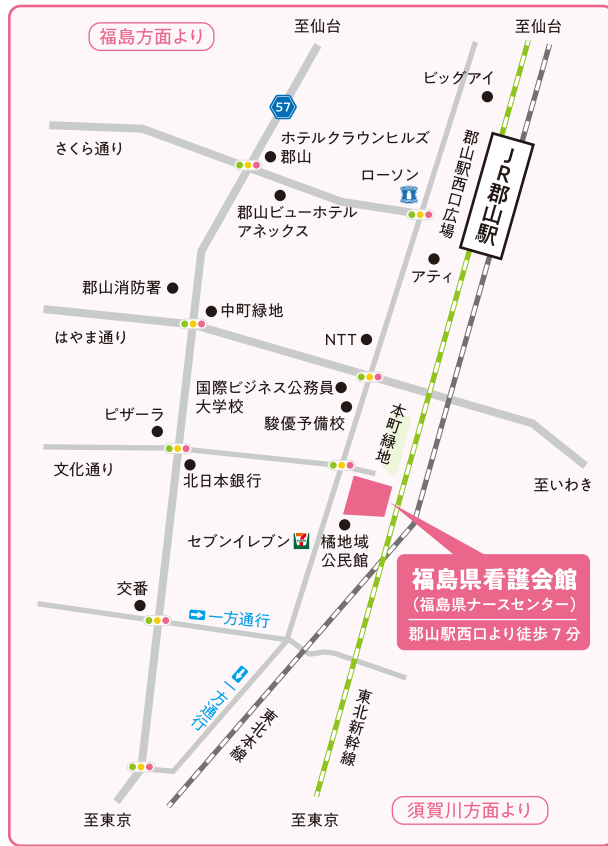 福島方面より
至仙台
至仙台
ビッグアイ
57
さくら通り
ホテルクラウンヒルズ
郡山
ローソン
郡山駅西口広場
JR郡山駅
郡山ビューホテル
アネックス
アティ
郡山消防署
中町緑地
はやま通り
NTT
国際ビジネス公務員
大学校
駿優予備校
本町緑地
ピザーラ
文化通り
北日本銀行
至いわき
セブンイレブン
橘地域
公民館
福島県看護会館
(福島県ナースセンター)
郡山駅西口より徒歩7分
交番
一方通行
一方通行
東北本線
東北新幹線
須賀川方面より
至東京
至東京